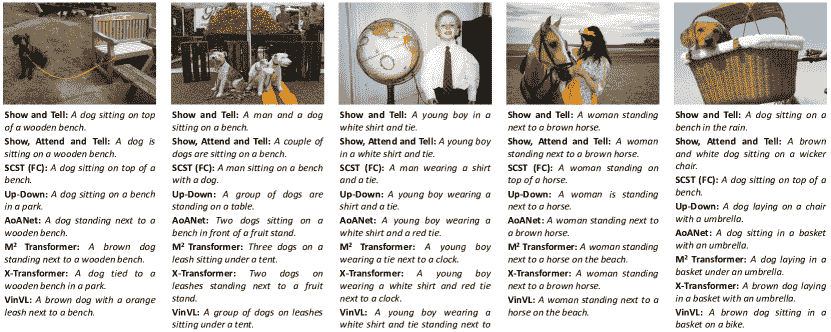 Show and Tell: A dog sitting on top
of a wooden bench.
Show, Attend and Tell: A dog is
sitting on a wooden bench.
SCST (FC): A dog sitting on top of a
bench.
Up-Down: A dog sitting on a bench
in a park.
AoANet: A dog standing next to a
wooden bench.
M² Transformer: A brown dog
standing next to a wooden bench.
X-Transformer: A dog tied to a
wooden bench in a park.
VinVL: A brown dog with a orange
leash next to a bench.
Show and Tell: A man and a dog
sitting on a bench.
Show, Attend and Tell: A couple of
dogs are sitting on a bench.
SCST (FC): A man sitting on a bench
with a dog.
Up-Down: A group of dogs are
standing on a table.
AoANet: Two dogs sitting on a
bench in front of a fruit stand.
M² Transformer: Three dogs on a
leash sitting under a tent.
X-Transformer: Two dogs on
leashes standing next to a fruit
stand.
VinVL: A group of dogs on leashes
sitting under a tent.
Show and Tell: A young boy in a
white shirt and tie.
Show, Attend and Tell: A young boy
in a white shirt and tie.
SCST (FC): A man wearing a shirt
and a tie.
Up-Down: A young boy wearing a
shirt and a tie.
AoANet: A young boy wearing a
white shirt and a red tie.
M² Transformer: A young boy
wearing a tie next to a clock.
X-Transformer: A young boy
wearing a white shirt and red tie
next to a clock.
VinVL: A young boy wearing a
white shirt and tie standing next to
Show and Tell: A woman standing
next to a brown horse.
Show, Attend and Tell: A woman
standing next to a brown horse.
SCST (FC): A woman standing on
top of a horse.
Up-Down: A woman is standing
next to a horse.
AoANet: A woman standing next to
a brown horse.
M² Transformer: A woman standing
next to a horse on the beach.
X-Transformer: A woman standing
next to a brown horse.
VinVL: A woman standing next to a
horse on the beach.
Show and Tell: A dog sitting on a
bench in the rain.
Show, Attend and Tell: A brown
and white dog sitting on a wicker
chair.
SCST (FC): A dog sitting on top of a
bench.
Up-Down: A dog laying on a chair
with a umbrella.
AoANet: A dog sitting in a basket
with an umbrella.
M² Transformer: A dog laying in a
basket under an umbrella.
X-Transformer: A brown dog laying
in a basket with an umbrella.
VinVL: A brown dog sitting in a
basket on a bike.